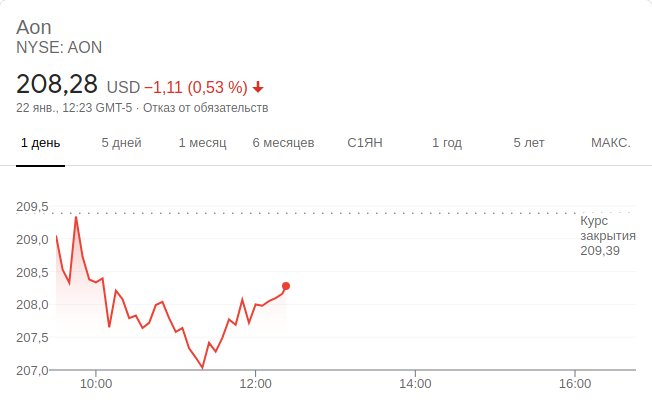 Aon
NYSE: AON
208,28 USD −1,11 (0,53 %)
22 янв., 12:23 GMT-5 · Отказ от обязательств
1 день 5 дней 1 месяц 6 месяцев С1ЯН 1 год 5 лет МАКС.
209,5
Курс
закрытия
209,39
209,0
208,5
208,0
207,5
207,0
10:00 12:00 14:00 16:00